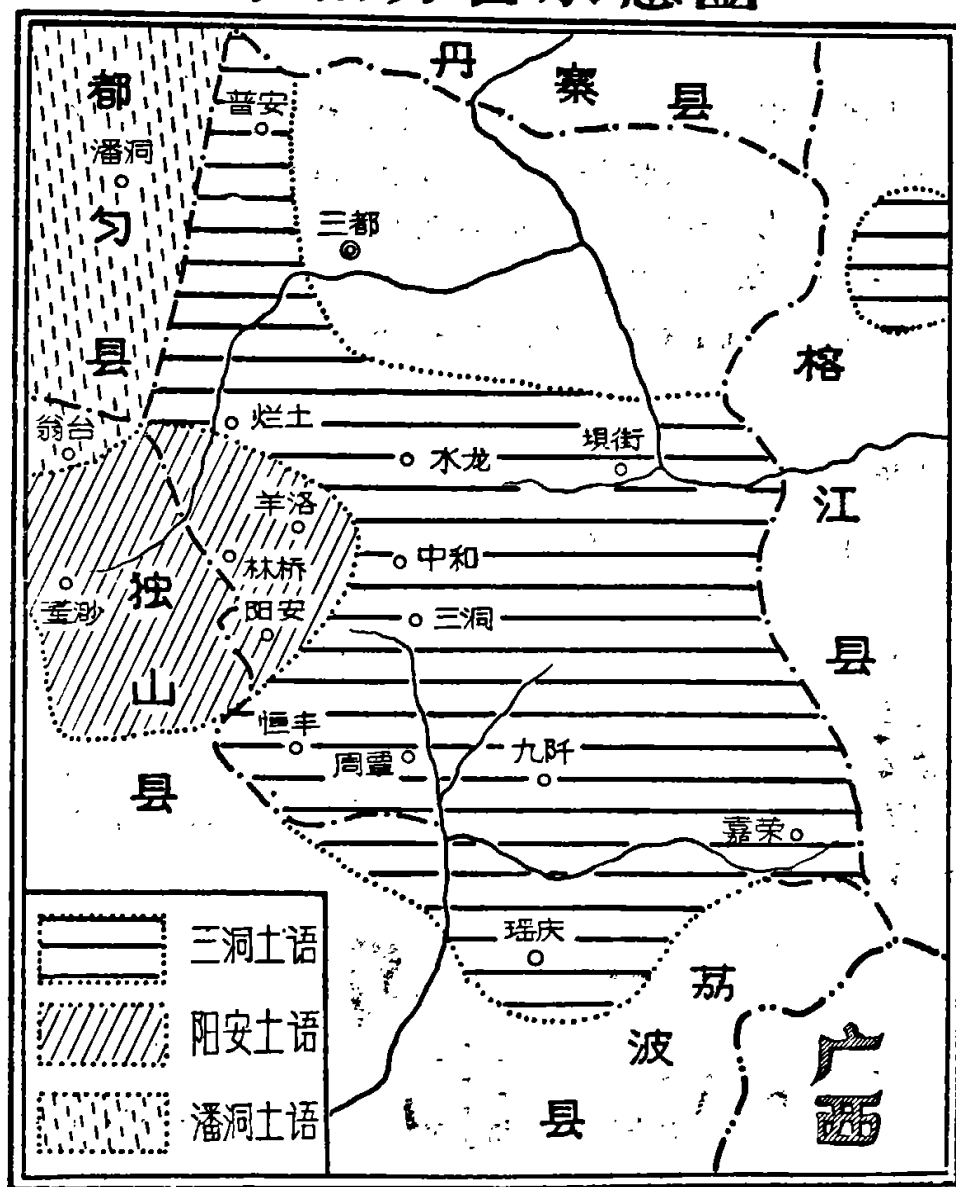 丹寨县
都匀县
普安
潘洞
三都
榕江县
翁台
烂土
水龙
坝街
羊洛
中和
林桥
独山县
阳安
三洞
恒丰
周覃
九阡
嘉荣
瑶庆
荔波县
广西
三洞土语
阳安土语
潘洞土语